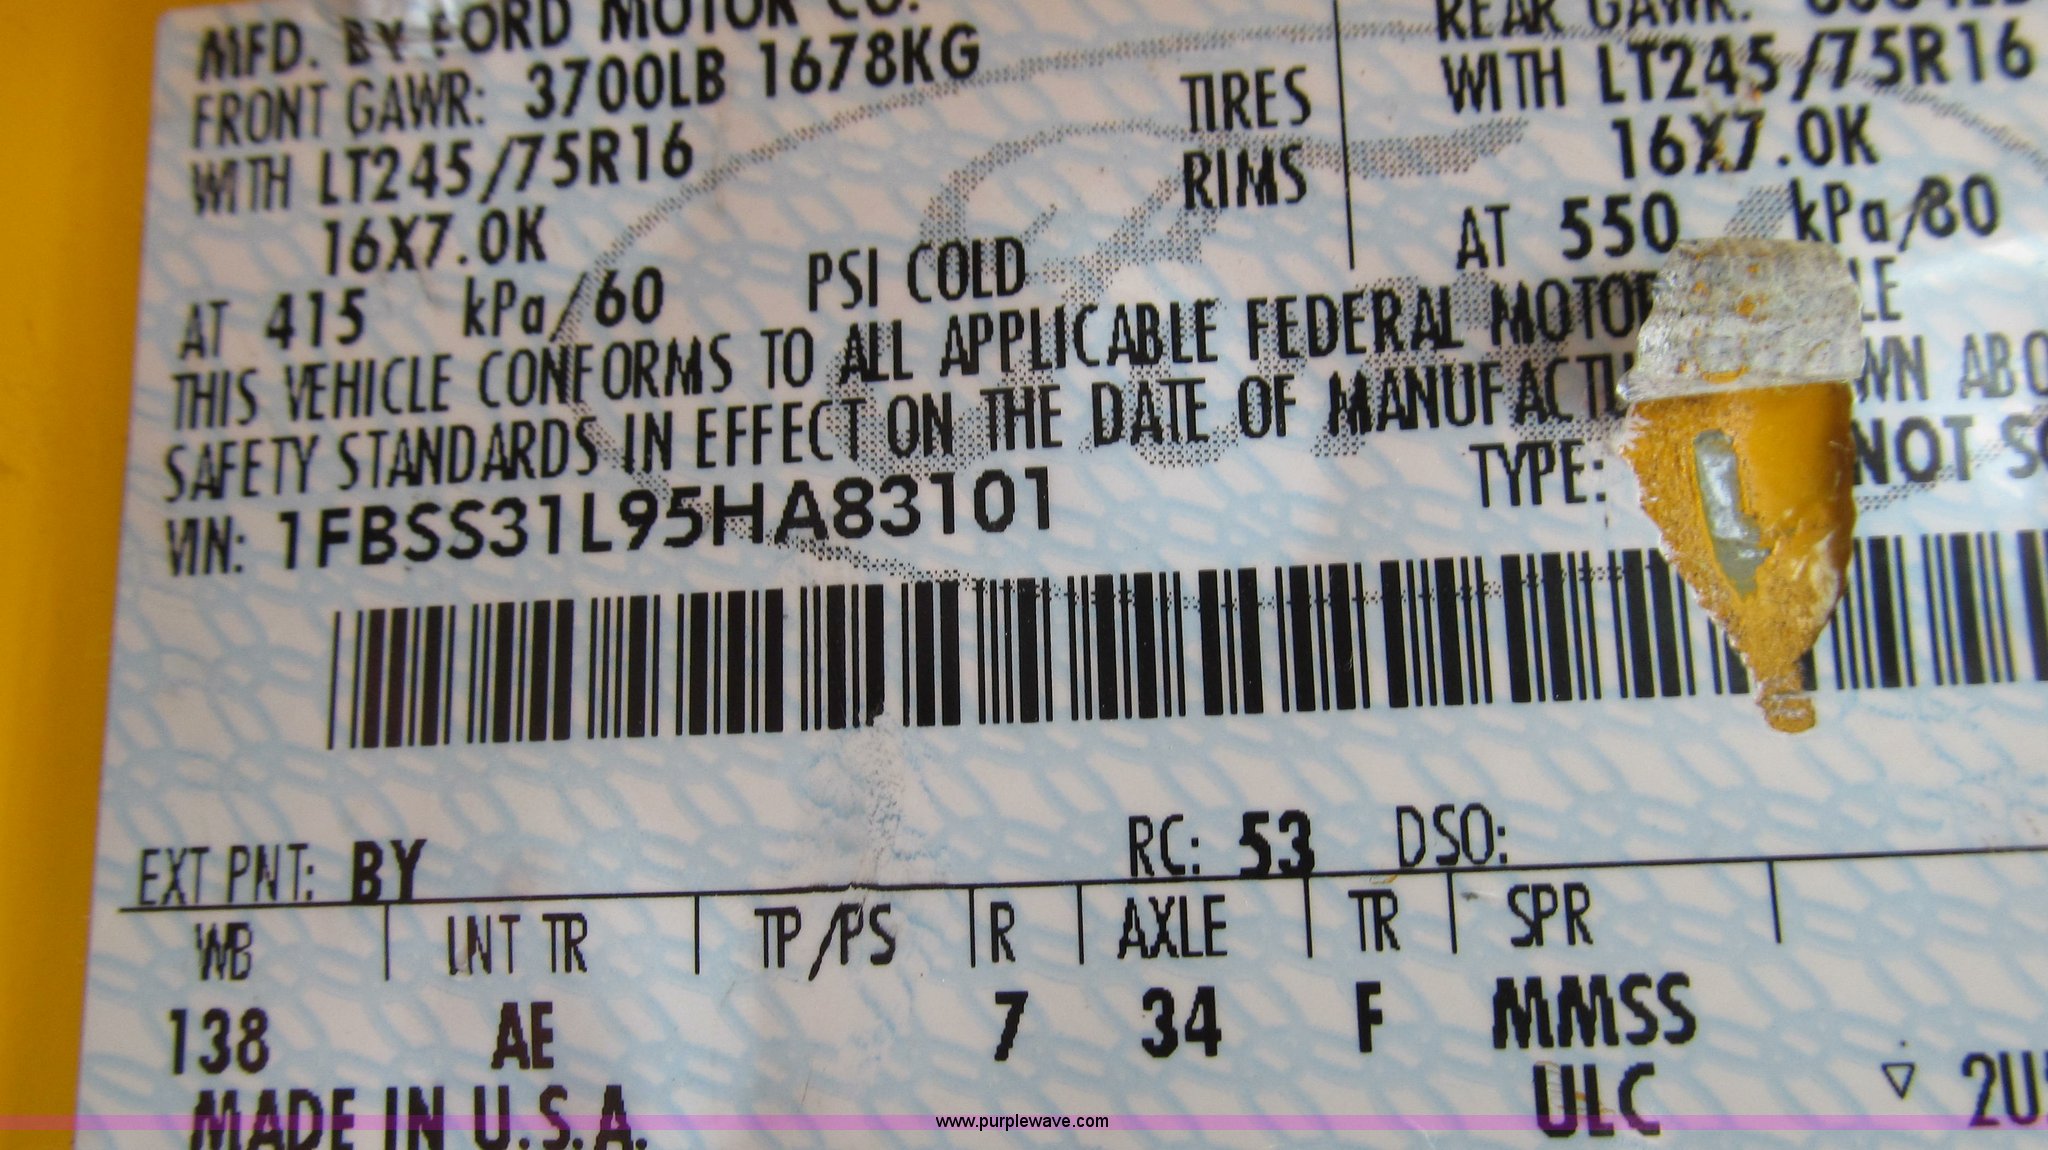 MFD. BY FORD MOTOR CO.
FRONT GAWR: 3700LB 1678KG
WITH LT245/75R16
16X7.0K
AT 415 kPa/60 PSI COLD
TIRES
RIMS
REAR GAWR:
WITH LT245/75R16
16X7.0K
AT 550 kPa/80
THIS VEHICLE CONFORMS TO ALL APPLICABLE FEDERAL MOTOR
SAFETY STANDARDS IN EFFECT ON THE DATE OF
VIN: 1FBSS31L95HA83101
TYPE: NOT
EXT PNT: BY RC: 53 DSO:
WB INT TR TP/PS R AXLE TR SPR
138 AE 7 34 F MMSS
ULC
MADE IN U.S.A.
www.purplewave.com